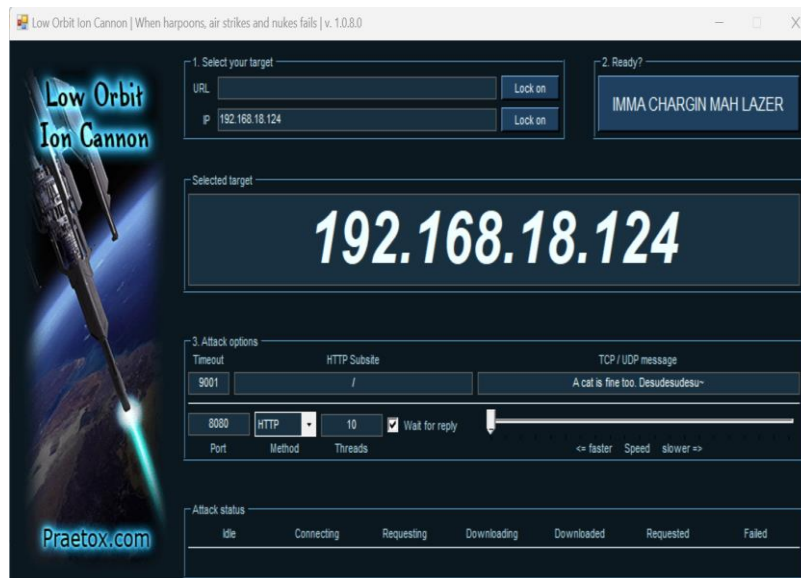 Low Orbit Ion Cannon | When harpoons, air strikes and nukes fails | v. 1.0.8.0
Low Orbit
Ion Cannon
1. Select your target
URL
Lock on
IP
192.168.18.124
Lock on
2. Ready?
IMMA CHARGIN MAH LAZER
Selected target
192.168.18.124
3. Attack options
Timeout
HTTP Subsite
TCP / UDP message
9001
/
A cat is fine too. Desudesudesu~
8080
HTTP
10
Wait for reply
Port
Method
Threads
<= faster Speed slower =>
Attack status
Idle
Connecting
Requesting
Downloading
Downloaded
Requested
Failed
Praetox.com